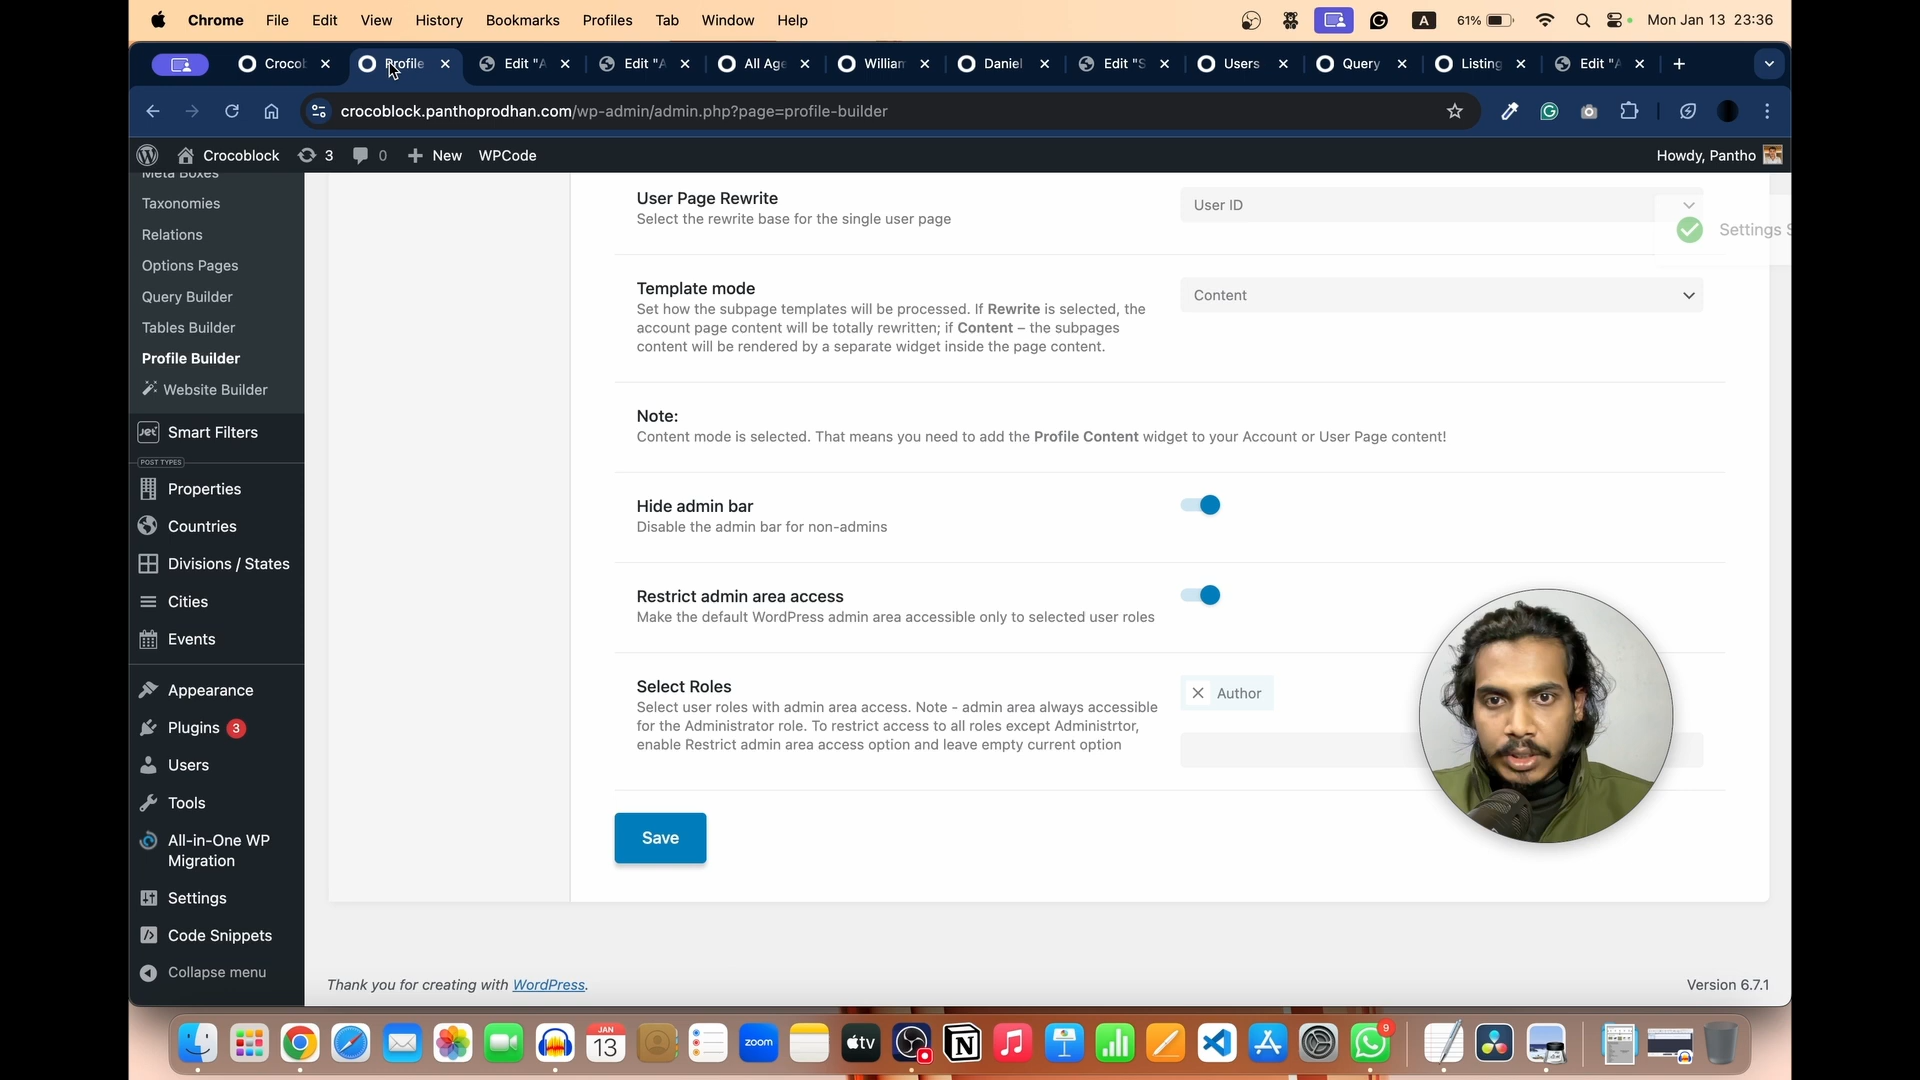 Chrome File Edit View History Bookmarks Profiles Tab Window Help A 61% Mon Jan 13 23:36
Crocob Profile Edit "A Edit "A All Age William Daniel Edit "S Users Query Listing Edit "A
crocoblock.panthoprodhan.com/wp-admin/admin.php?page=profile-builder
Crocoblock 3 0 New WPCode Howdy, Pantho
Meta Boxes
Taxonomies
Relations
Options Pages
Query Builder
Tables Builder
Profile Builder
Website Builder
Jet Smart Filters
POST TYPES
Properties
Countries
Divisions / States
Cities
Events
Appearance
Plugins 3
Users
Tools
All-in-One WP
Migration
Settings
Code Snippets
Collapse menu
User Page Rewrite
Select the rewrite base for the single user page
User ID
Settings S
Template mode
Set how the subpage templates will be processed. If Rewrite is selected, the
account page content will be totally rewritten; if Content – the subpages
content will be rendered by a separate widget inside the page content.
Content
Note:
Content mode is selected. That means you need to add the Profile Content widget to your Account or User Page content!
Hide admin bar
Disable the admin bar for non-admins
Restrict admin area access
Make the default WordPress admin area accessible only to selected user roles
Select Roles
Select user roles with admin area access. Note - admin area always accessible
for the Administrator role. To restrict access to all roles except Administrtor,
enable Restrict admin area access option and leave empty current option
Author
Save
Thank you for creating with WordPress.
Version 6.7.1
JAN
13
zoom
tv
9